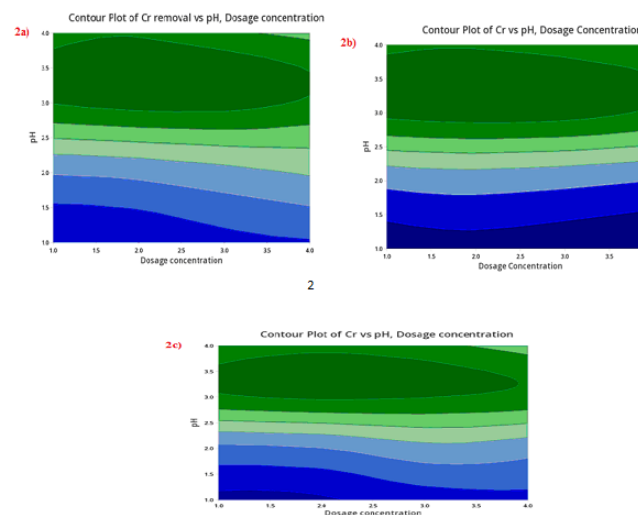 Contour Plot of Cr removal vs pH, Dosage concentration
2a)
4.0
3.5
3.0
pH
2.5
2.0
1.5
1.0
1.0 1.5 2.0 2.5 3.0 3.5 4.0
Dosage concentration
Contour Plot of Cr vs pH, Dosage Concentration
2b)
4.0
3.5
3.0
pH
2.5
2.0
1.5
1.0
1.0 1.5 2.0 2.5 3.0 3.5
Dosage Concentration
2
2c)
Contour Plot of Cr vs pH, Dosage concentration
4.0
3.5
3.0
pH
2.5
2.0
1.5
1.0
1.0 1.5 2.0 2.5 3.0 3.5 4.0
Dosage concentration